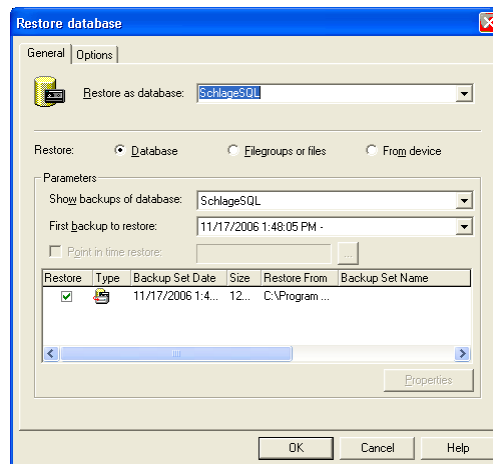 Restore database
General Options
Restore as database: SchlageSQL
Restore: Database Filegroups or files From device
Parameters
Show backups of database: SchlageSQL
First backup to restore: 11/17/2006 1:48:05 PM -
Point in time restore: ...
Restore Type Backup Set Date Size Restore From Backup Set Name
11/17/2006 1:4... 12... C:\Program ...
Properties
OK Cancel Help